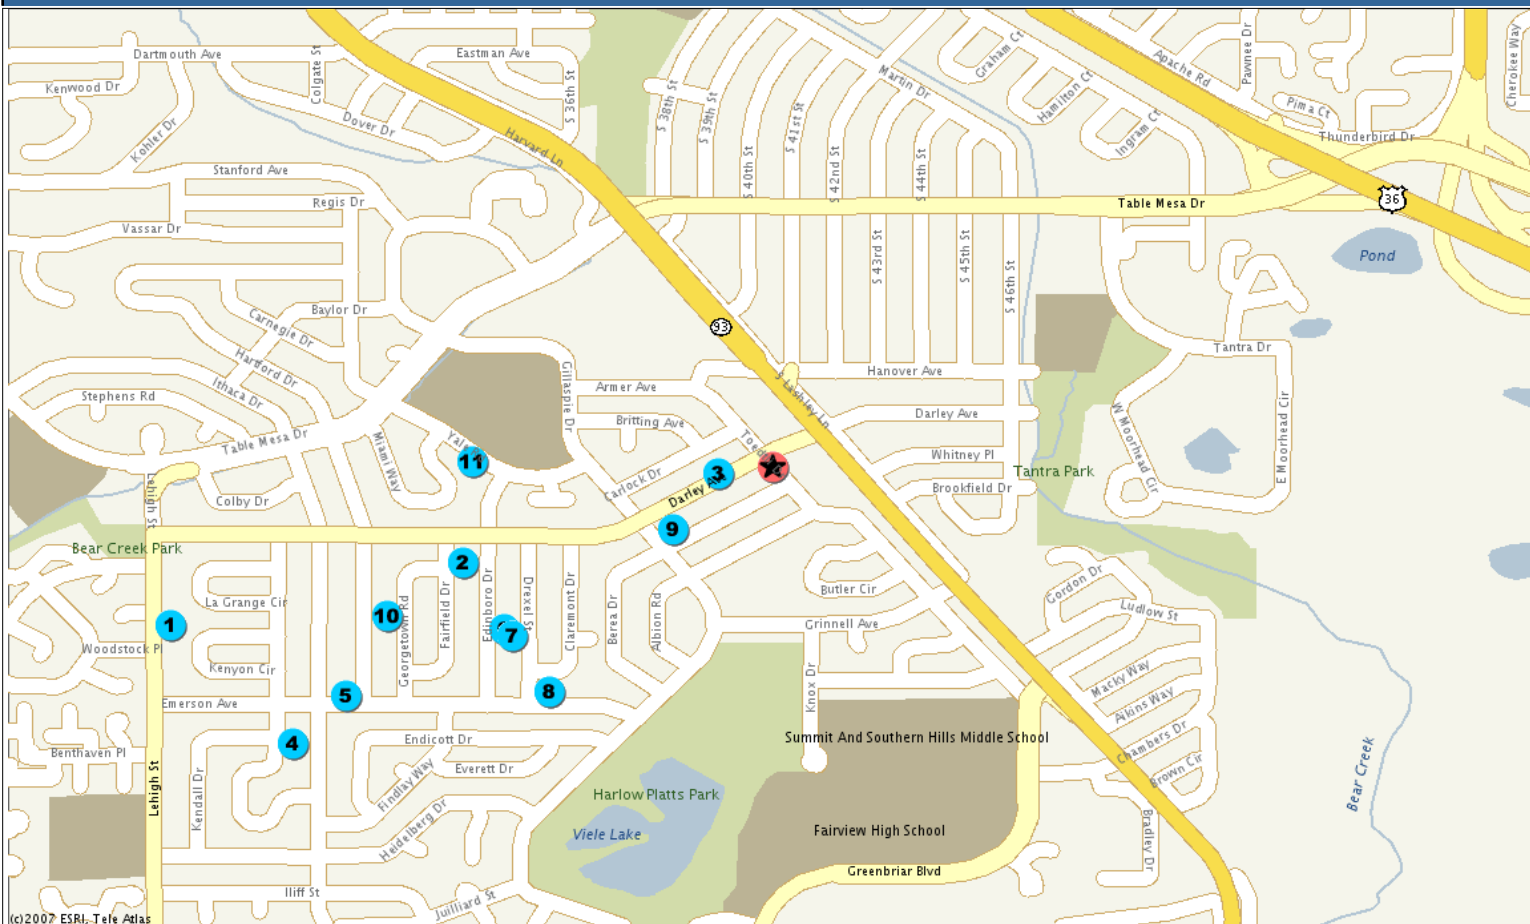 Dartmouth Ave
Colgate St
Eastman Ave
S 36th St
Kenwood Dr
Kohler Dr
Dover Dr
Harvard Ln
S 38th St
S 39th St
S 40th St
S 41st St
S 42nd St
S 44th St
Martin Dr
Graham Ct
Hamilton Ct
Ingram Ct
Apache Rd
Pawnee Dr
Pima Ct
Thunderbird Dr
Cherokee Way
Stanford Ave
Regis Dr
Vassar Dr
Table Mesa Dr
36
Pond
S 43rd St
S 45th St
S 46th St
Baylor Dr
Carnegie Dr
Hartford Dr
Ithaca Dr
93
Tantra Dr
Stephens Rd
Table Mesa Dr
Miami Way
Gillaspie Dr
Armer Ave
Britting Ave
S Lashley Ln
Hanover Ave
Darley Ave
Whitney Pl
Brookfield Dr
Tantra Park
W Moorhead Cir
E Moorhead Cir
11
3
Carlock Dr
Darley
Lehigh St
Colby Dr
9
Bear Creek Park
2
La Grange Cir
10
Georgetown Rd
Fairfield Dr
Edinboro Dr
Drexel St
Claremont Dr
Berea Dr
Albion Rd
Butler Cir
Grinnell Ave
Gordon Dr
Ludlow St
1
7
Woodstock Pl
Kenyon Cir
5
8
Emerson Ave
Knox Dr
Macky Way
Aikins Way
Chambers Dr
Brown Cir
4
Benthaven Pl
Endicott Dr
Everett Dr
Findlay Way
Heidelberg Dr
Kendall Dr
Lehigh St
Summit And Southern Hills Middle School
Harlow Platts Park
Viele Lake
Fairview High School
Bear Creek
Bradley Dr
Greenbriar Blvd
Iliff St
Juilliard St
(c)2007 ESRI, Tele Atlas